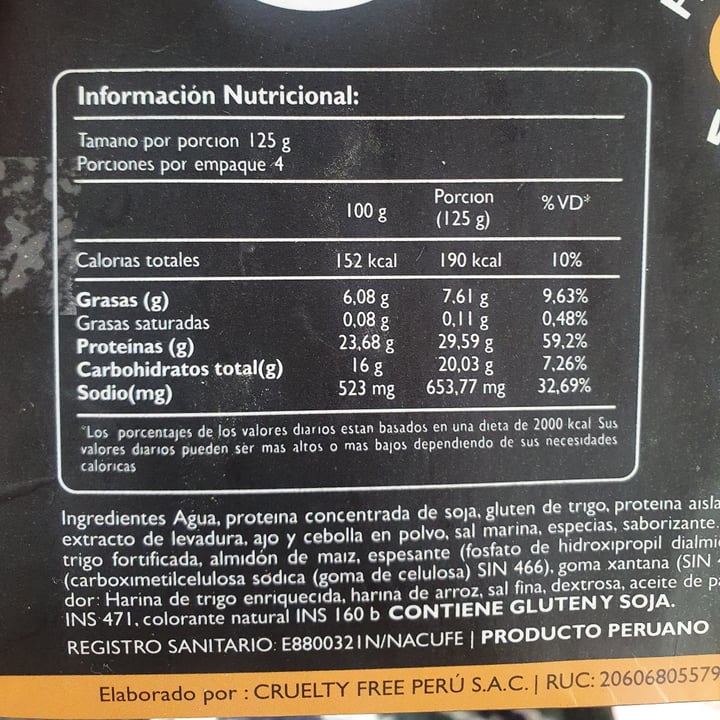 Información Nutricional:
Tamano por porcion 125 g
Porciones por empaque 4
100 g Porcion (125 g) % VD*
Calorias totales 152 kcal 190 kcal 10%
Grasas (g) 6,08 g 7,61 g 9,63%
Grasas saturadas 0,08 g 0,11 g 0,48%
Proteínas (g) 23,68 g 29,59 g 59,2%
Carbohidratos total(g) 16 g 20,03 g 7,26%
Sodio(mg) 523 mg 653,77 mg 32,69%
*Los porcentajes de los valores diarios estan basados en una dieta de 2000 kcal Sus
valores diarios pueden ser mas altos o mas bajos dependiendo de sus necesidades
calóricas
Ingredientes Agua, proteina concentrada de soja, gluten de trigo, proteina aisla
extracto de levadura, ajo y cebolla en polvo, sal marina, especias, saborizante
trigo fortificada, almidón de maiz, espesante (fosfato de hidroxipropil dialmi
(carboximetilcelulosa sódica (goma de celulosa) SIN 466), goma xantana (SIN
dor: Harina de trigo enriquecida, harina de arroz, sal fina, dextrosa, aceite de pa
INS 471, colorante natural INS 160 b CONTIENE GLUTEN Y SOJA.
REGISTRO SANITARIO: E8800321N/NACUFE | PRODUCTO PERUANO
Elaborado por : CRUELTY FREE PERÚ S.A.C. | RUC: 20606805579